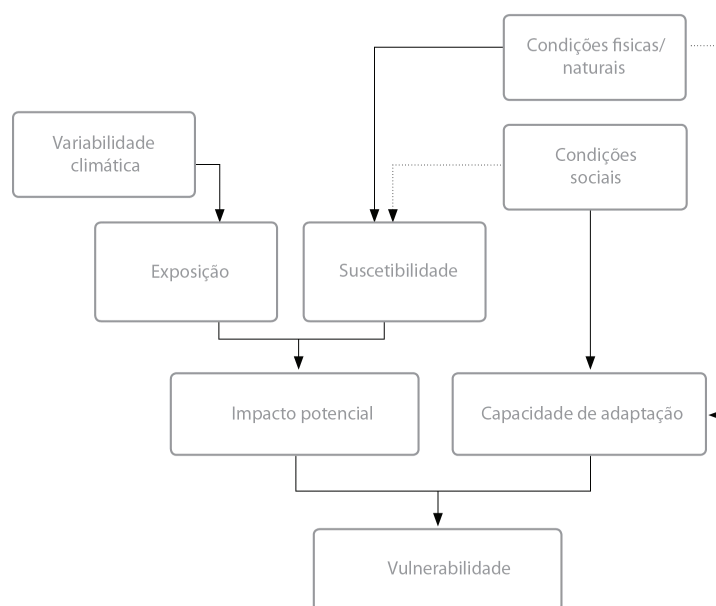 Condições fisicas/
naturais
Variabilidade
climática
Condições
sociais
Exposição
Suscetibilidade
Impacto potencial
Capacidade de adaptação
Vulnerabilidade